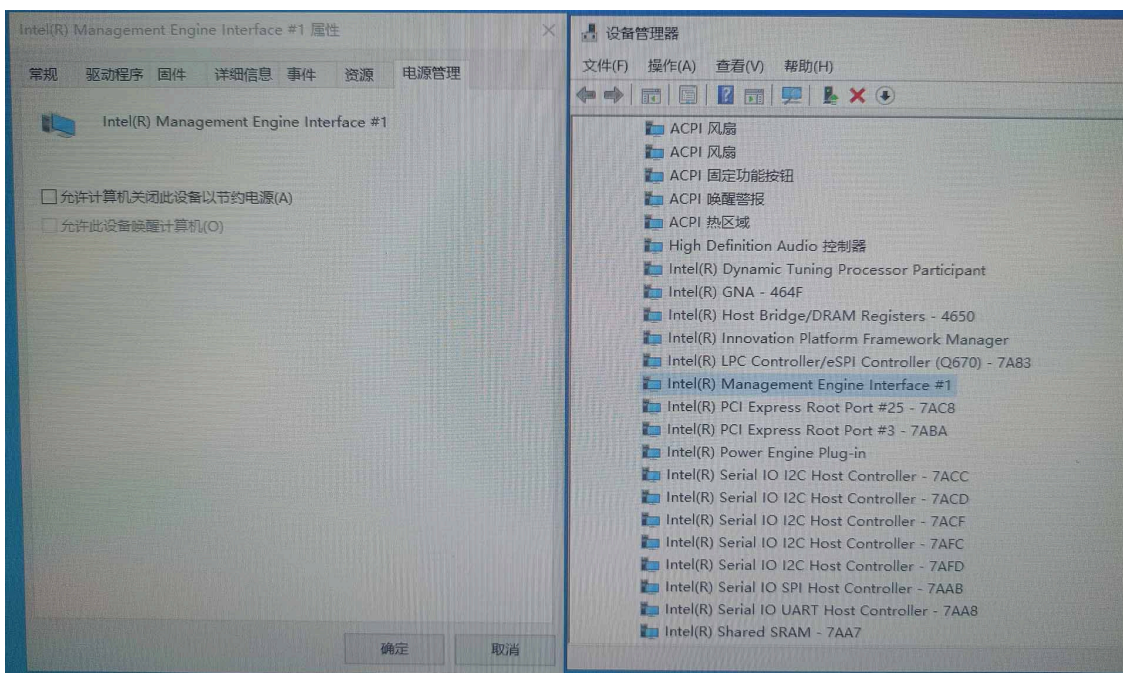 Intel(R) Management Engine Interface #1 属性
常规 驱动程序 固件 详细信息 事件 资源 电源管理
Intel(R) Management Engine Interface #1
允许计算机关闭此设备以节约电源(A)
允许此设备唤醒计算机(O)
确定 取消
设备管理器
文件(F) 操作(A) 查看(V) 帮助(H)
ACPI 风扇
ACPI 风扇
ACPI 固定功能按钮
ACPI 唤醒警报
ACPI 热区域
High Definition Audio 控制器
Intel(R) Dynamic Tuning Processor Participant
Intel(R) GNA - 464F
Intel(R) Host Bridge/DRAM Registers - 4650
Intel(R) Innovation Platform Framework Manager
Intel(R) LPC Controller/eSPI Controller (Q670) - 7A83
Intel(R) Management Engine Interface #1
Intel(R) PCI Express Root Port #25 - 7AC8
Intel(R) PCI Express Root Port #3 - 7ABA
Intel(R) Power Engine Plug-in
Intel(R) Serial IO I2C Host Controller - 7ACC
Intel(R) Serial IO I2C Host Controller - 7ACD
Intel(R) Serial IO I2C Host Controller - 7ACF
Intel(R) Serial IO I2C Host Controller - 7AFC
Intel(R) Serial IO I2C Host Controller - 7AFD
Intel(R) Serial IO SPI Host Controller - 7AAB
Intel(R) Serial IO UART Host Controller - 7AA8
Intel(R) Shared SRAM - 7AA7